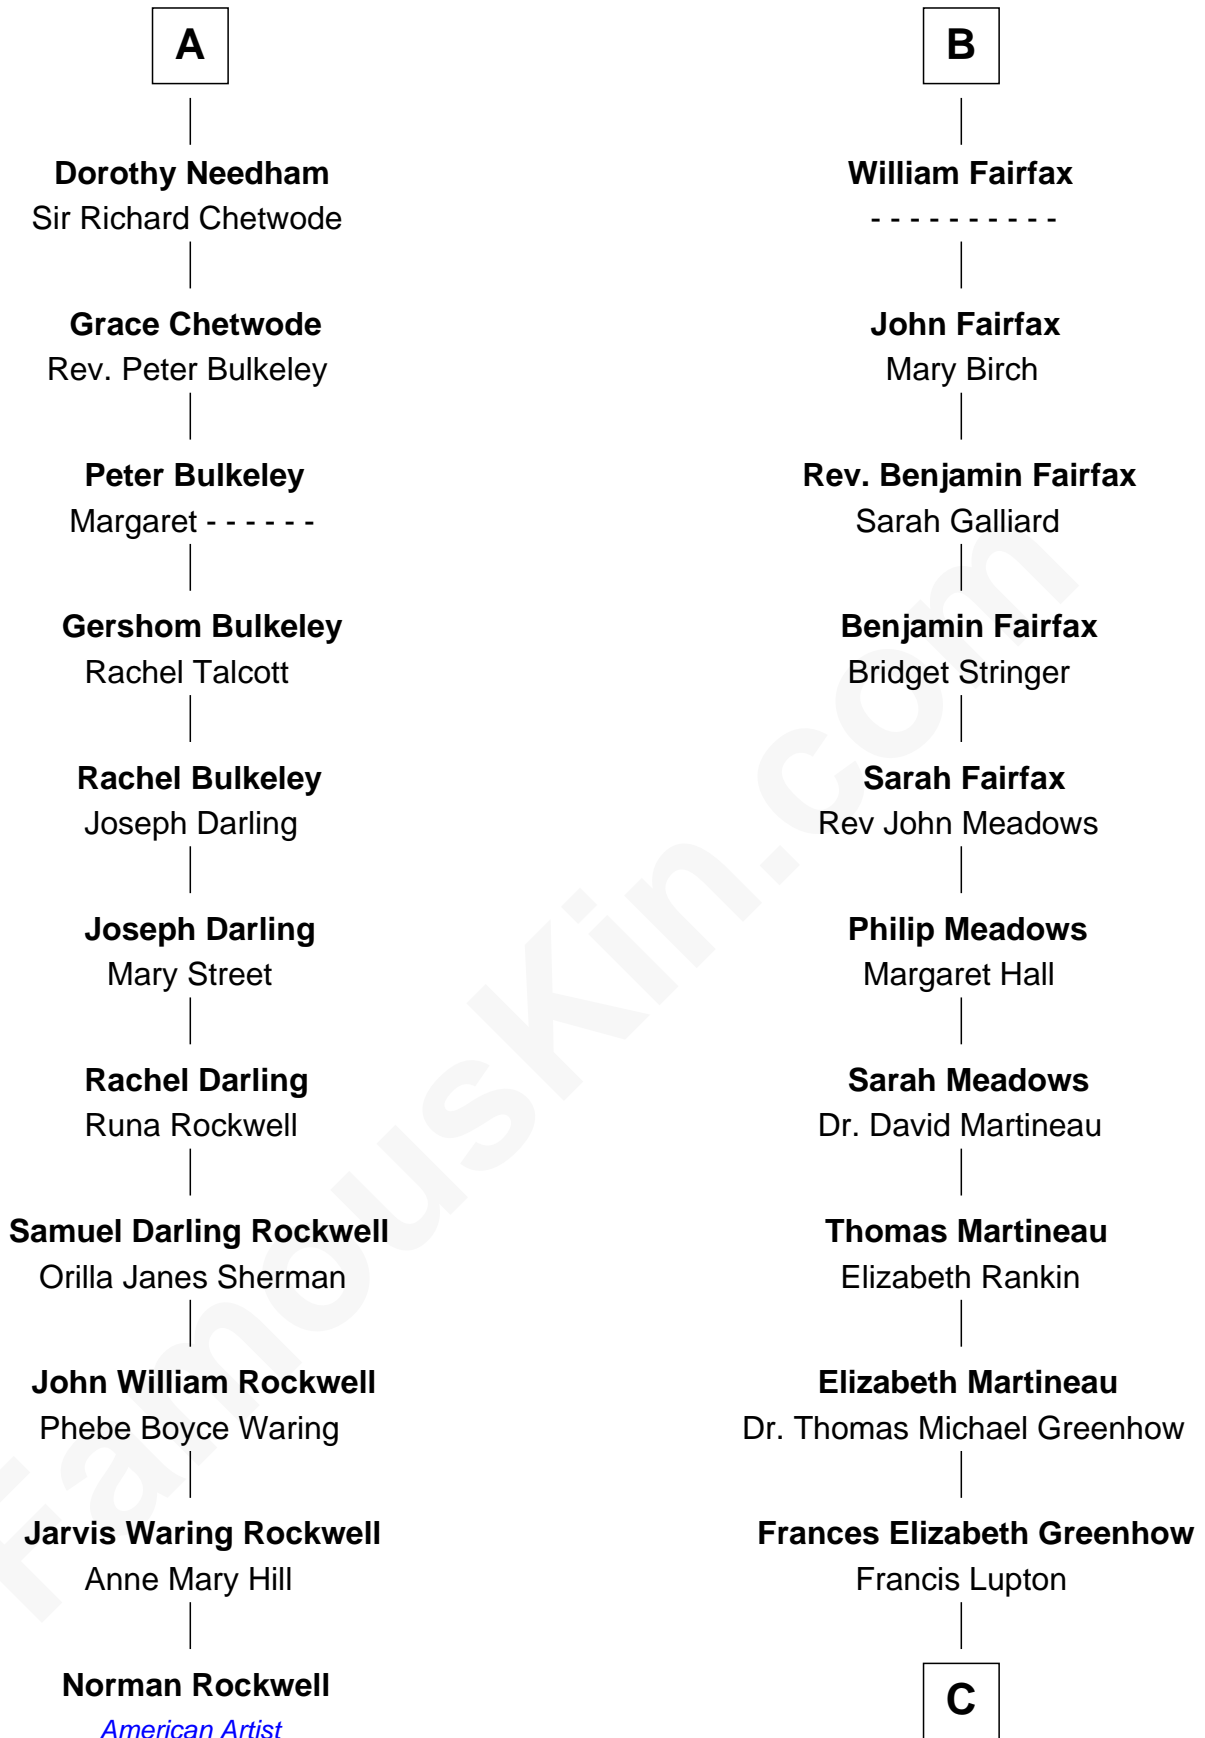 A
Dorothy Needham
Sir Richard Chetwode
Grace Chetwode
Rev. Peter Bulkeley
Peter Bulkeley
Margaret - - - - - -
Gershom Bulkeley
Rachel Talcott
Rachel Bulkeley
Joseph Darling
Joseph Darling
Mary Street
Rachel Darling
Runa Rockwell
Samuel Darling Rockwell
Orilla Janes Sherman
John William Rockwell
Phebe Boyce Waring
Jarvis Waring Rockwell
Anne Mary Hill
Norman Rockwell
American Artist
B
William Fairfax
- - - - - - - - - -
John Fairfax
Mary Birch
Rev. Benjamin Fairfax
Sarah Galliard
Benjamin Fairfax
Bridget Stringer
Sarah Fairfax
Rev John Meadows
Philip Meadows
Margaret Hall
Sarah Meadows
Dr. David Martineau
Thomas Martineau
Elizabeth Rankin
Elizabeth Martineau
Dr. Thomas Michael Greenhow
Frances Elizabeth Greenhow
Francis Lupton
C
FamousKin.com